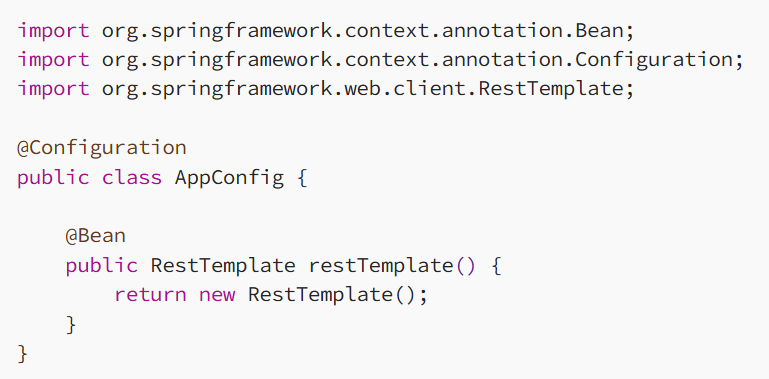 import org.springframework.context.annotation.Bean;
import org.springframework.context.annotation.Configuration;
import org.springframework.web.client.RestTemplate;

@Configuration
public class AppConfig {

    @Bean
    public RestTemplate restTemplate() {
        return new RestTemplate();
    }
}